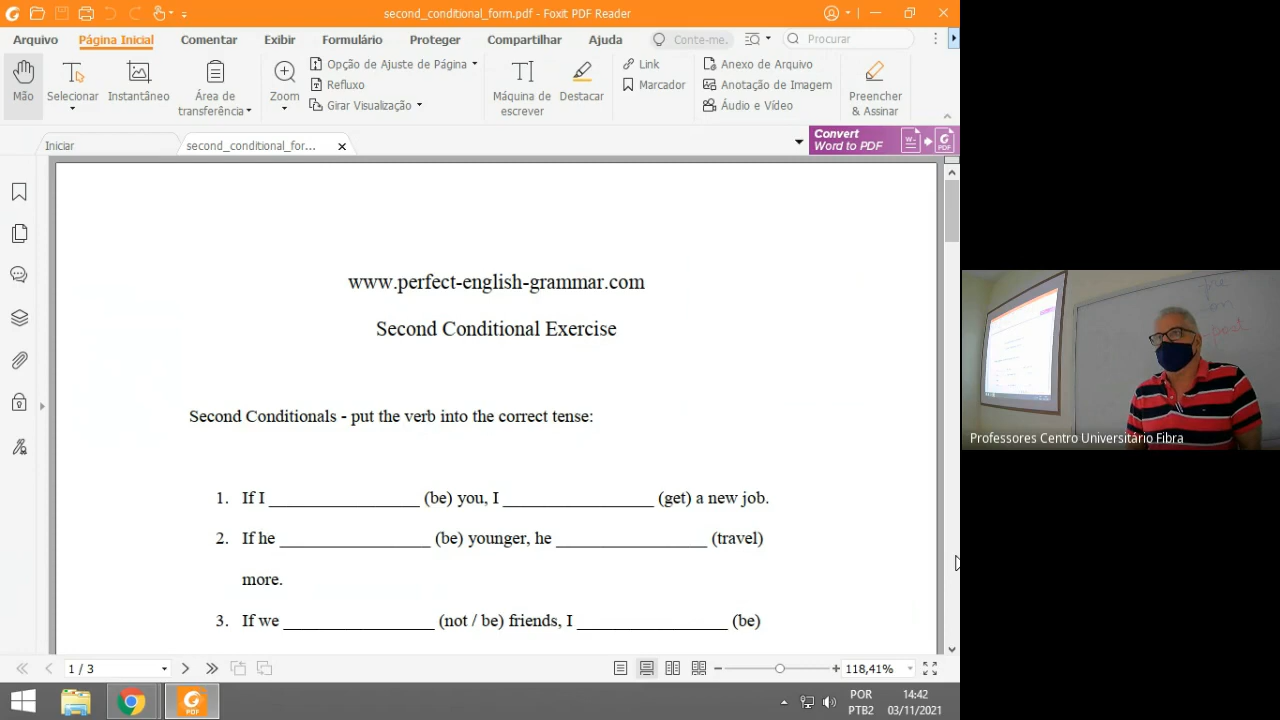 second_conditional_form.pdf - Foxit PDF Reader
Arquivo Página Inicial Comentar Exibir Formulário Proteger Compartilhar Ajuda Conte-me. Procurar
Mão
Selecionar
Instantâneo
Área de
transferência
Zoom
Opção de Ajuste de Página
Refluxo
Girar Visualização
Máquina de
escrever
Destacar
Link
Marcador
Anexo de Arquivo
Anotação de Imagem
Áudio e Vídeo
Preencher
& Assinar
Iniciar
second_conditional_for...
Convert
Word to PDF
PDF
www.perfect-english-grammar.com
Second Conditional Exercise
Second Conditionals - put the verb into the correct tense:
1. If I ________________ (be) you, I ________________ (get) a new job.
2. If he ________________ (be) younger, he ________________ (travel)
more.
3. If we ________________ (not / be) friends, I ________________ (be)
1 / 3
118,41%
PDF
POR
PTB2
14:42
03/11/2021
Professores Centro Universitário Fibra